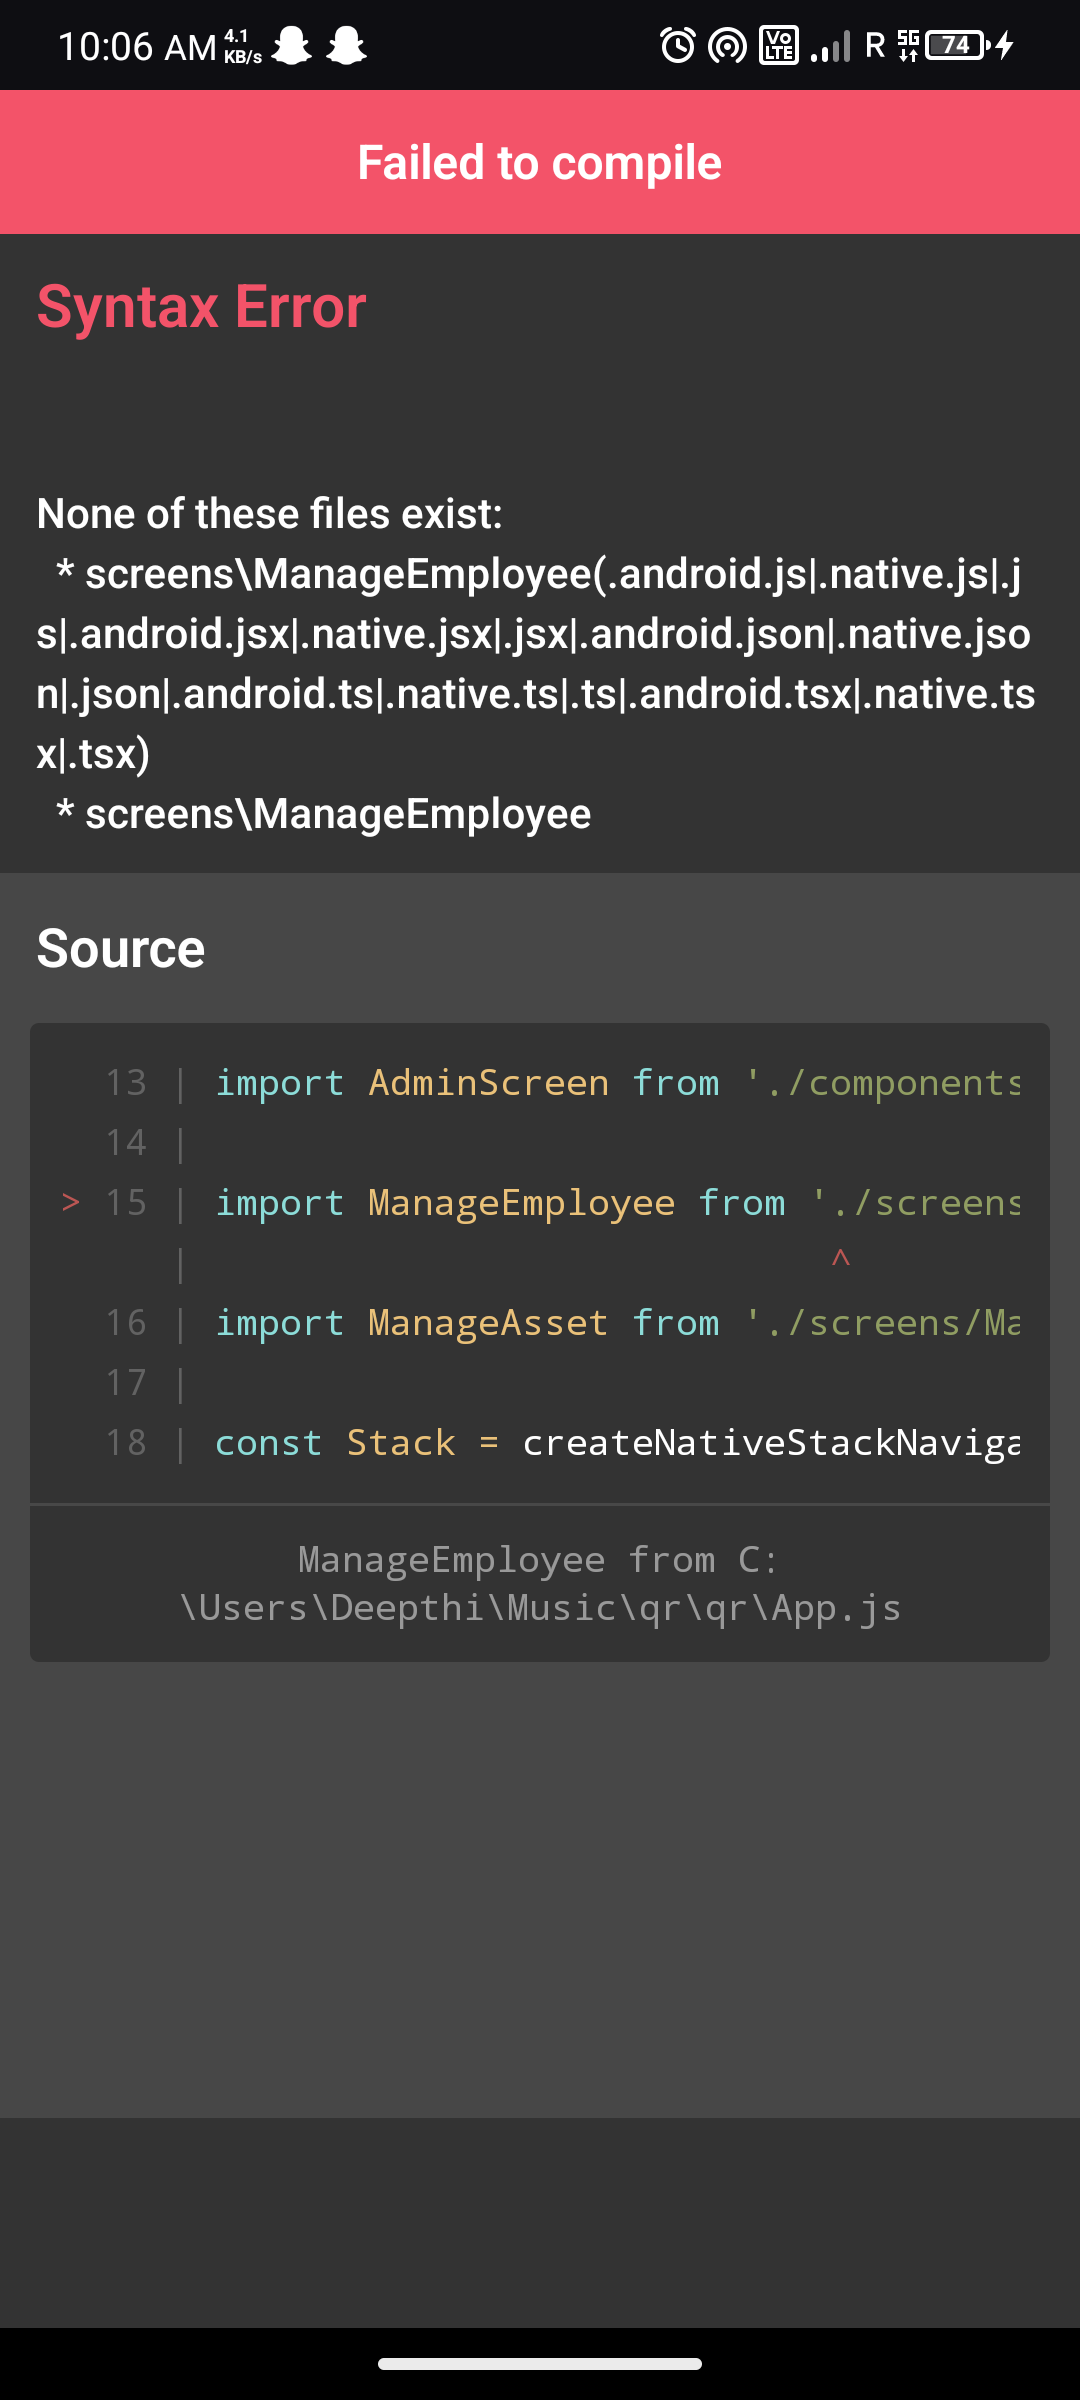 10:06 AM 4.1 KB/s VO LTE R 5G 74
Failed to compile
Syntax Error
None of these files exist:
* screens\ManageEmployee(.android.js|.native.js|.j
s|.android.jsx|.native.jsx|.jsx|.android.json|.native.jso
n|.json|.android.ts|.native.ts|.ts|.android.tsx|.native.ts
x|.tsx)
* screens\ManageEmployee
Source
13 | import AdminScreen from './components
14 |
> 15 | import ManageEmployee from './screens
| ^
16 | import ManageAsset from './screens/Ma
17 |
18 | const Stack = createNativeStackNaviga
ManageEmployee from C:
\Users\Deepthi\Music\qr\qr\App.js